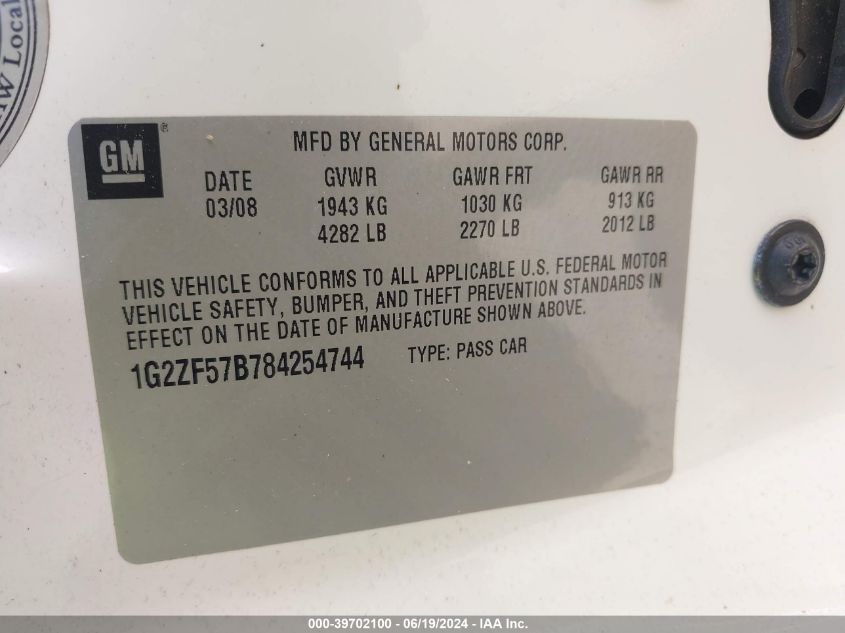 W Local
GM
®
MFD BY GENERAL MOTORS CORP.
DATE GVWR GAWR FRT GAWR RR
03/08 1943 KG 1030 KG 913 KG
4282 LB 2270 LB 2012 LB
THIS VEHICLE CONFORMS TO ALL APPLICABLE U.S. FEDERAL MOTOR
VEHICLE SAFETY, BUMPER, AND THEFT PREVENTION STANDARDS IN
EFFECT ON THE DATE OF MANUFACTURE SHOWN ABOVE.
1G2ZF57B784254744 TYPE: PASS CAR
000-39702100 - 06/19/2024 - IAA Inc.